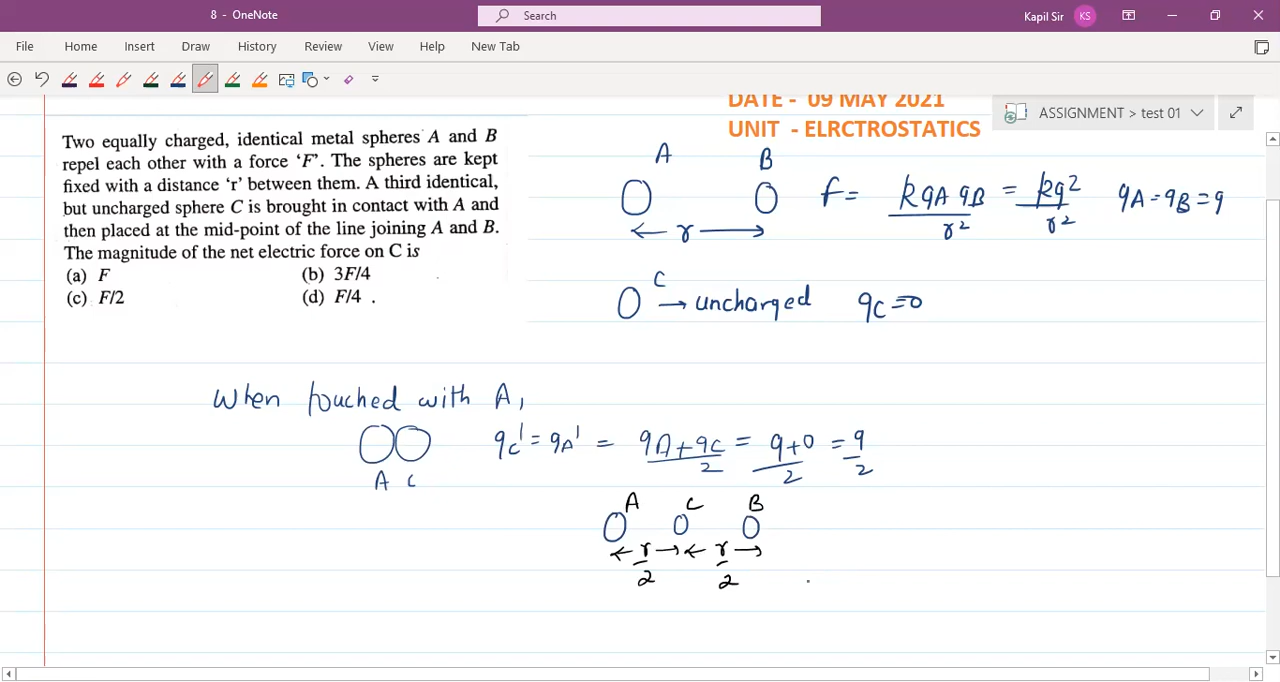 8 - OneNote
Search
Kapil Sir KS
File Home Insert Draw History Review View Help New Tab
DATE - 09 MAY 2021
UNIT - ELRCTROSTATICS
ASSIGNMENT > test 01
Two equally charged, identical metal spheres A and B
repel each other with a force ‘F’. The spheres are kept
fixed with a distance ‘r’ between them. A third identical,
but uncharged sphere C is brought in contact with A and
then placed at the mid-point of the line joining A and B.
The magnitude of the net electric force on C is
(a) F (b) 3F/4
(c) F/2 (d) F/4 .
A B
F = kqA qB / r² = kq² / r² qA = qB = q
← r →
C → uncharged qC = 0
When touched with A,
qC' = qA' = qA + qC / 2 = q + 0 / 2 = q / 2
A C
A C B
← r/2 → ← r/2 →